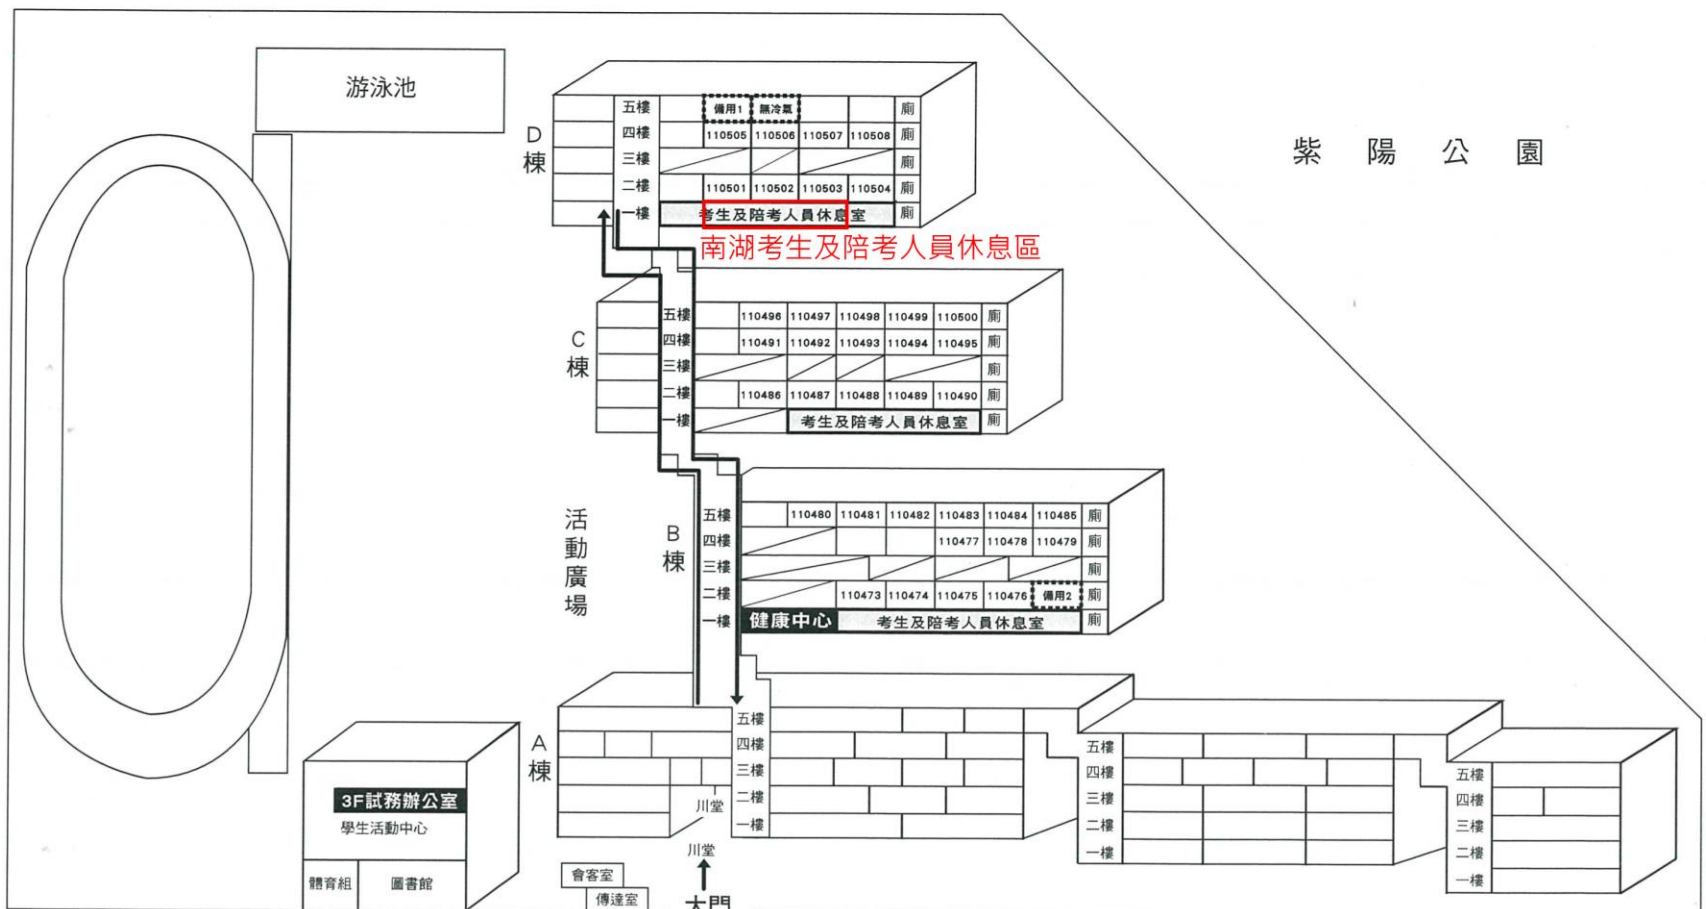 游泳池
紫陽公園
D棟
五樓 備用1 無冷氣 廁
四樓 110505 110506 110507 110508 廁
三樓 廁
二樓 110501 110502 110503 110504 廁
一樓 考生及陪考人員休息室 廁
南湖考生及陪考人員休息區
C棟
五樓 110496 110497 110498 110499 110500 廁
四樓 110491 110492 110493 110494 110495 廁
三樓 廁
二樓 110486 110487 110488 110489 110490 廁
一樓 考生及陪考人員休息室 廁
活動廣場
B棟
五樓 110480 110481 110482 110483 110484 110485 廁
四樓 110477 110478 110479 廁
三樓 廁
二樓 110473 110474 110475 110476 備用2 廁
一樓 健康中心 考生及陪考人員休息室 廁
A棟
五樓
四樓
三樓
二樓
一樓
川堂
川堂
五樓
四樓
三樓
二樓
一樓
五樓
四樓
三樓
二樓
一樓
3F試務辦公室
學生活動中心
體育組 圖書館
會客室
傳達室
大門